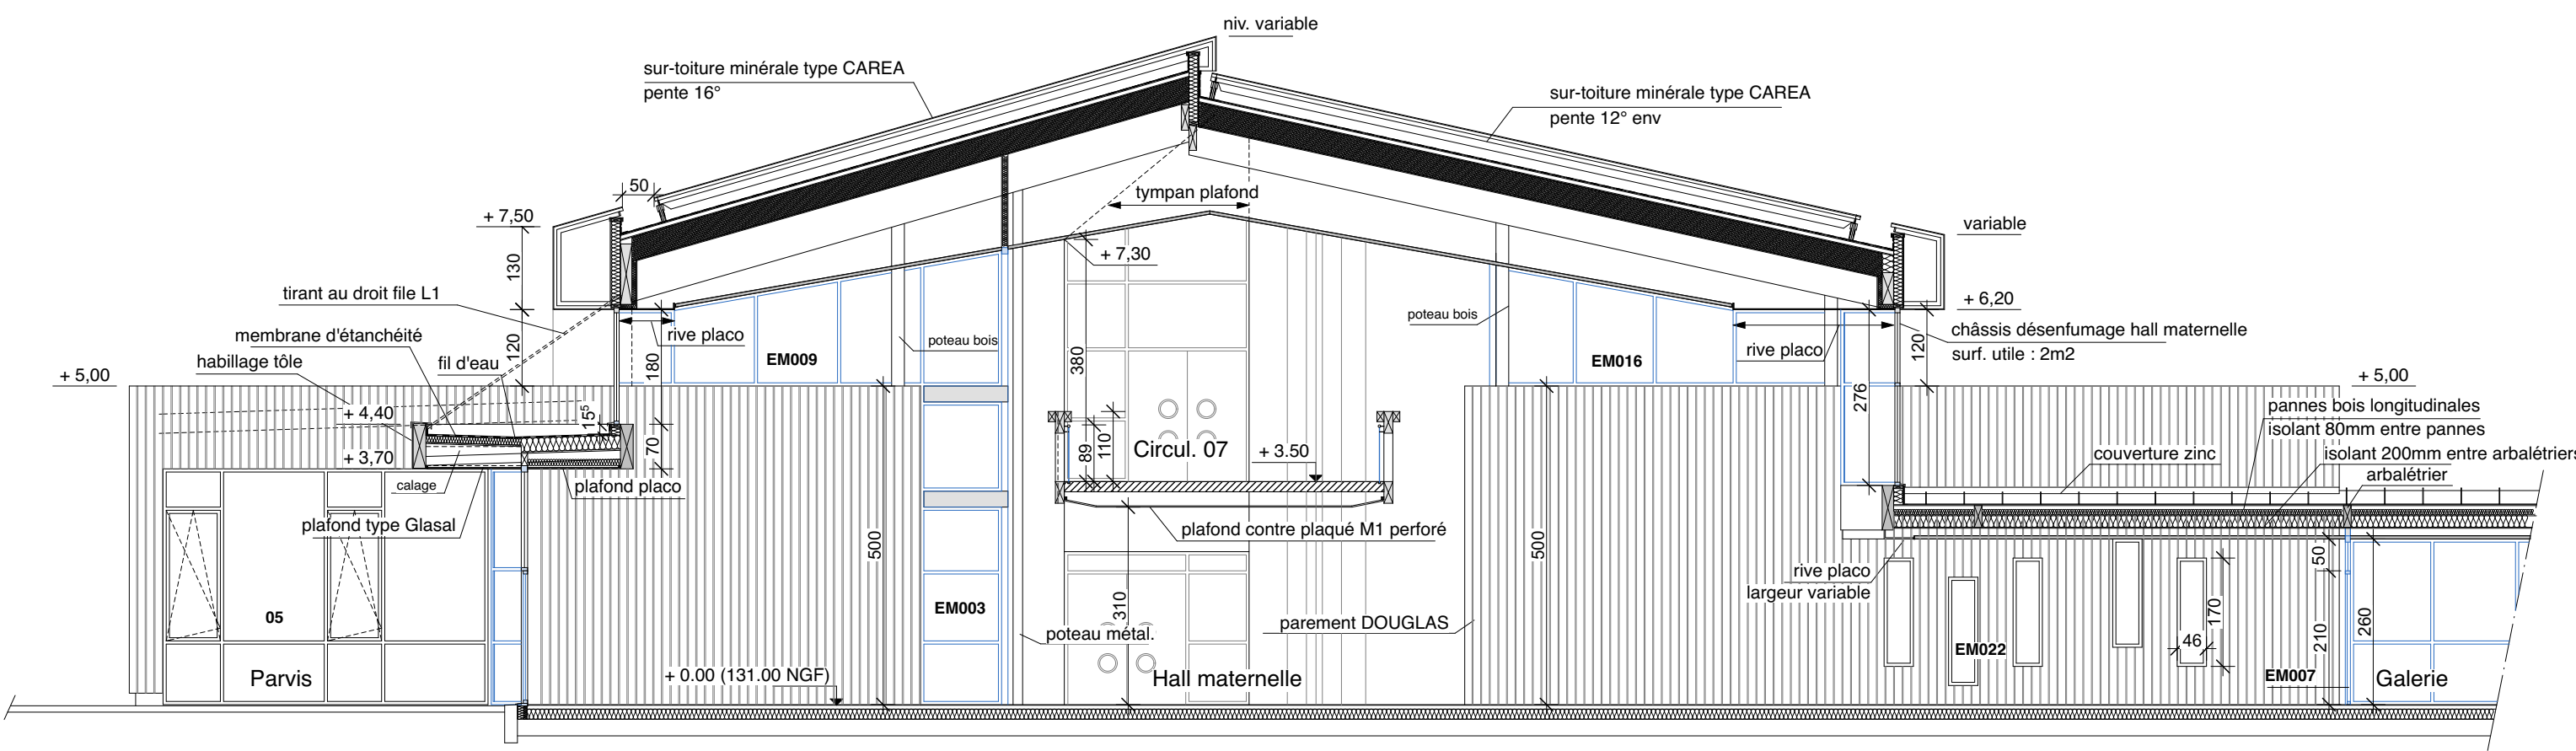 niv. variable
sur-toiture minérale type CAREA
pente 16°
sur-toiture minérale type CAREA
pente 12° env
50
tympan plafond
+ 7,50
variable
130
+ 7,30
tirant au droit file L1
+ 6,20
membrane d'étanchéité
habillage tôle
fil d'eau
120
rive placo
180
EM009
poteau bois
380
poteau bois
EM016
rive placo
120
châssis désenfumage hall maternelle
surf. utile : 2m2
+ 5,00
+ 5,00
276
+ 4,40
15⁵
pannes bois longitudinales
isolant 80mm entre pannes
+ 3,70
70
89
110
Circul. 07
+ 3.50
couverture zinc
isolant 200mm entre arbalétriers
arbalétrier
calage
plafond placo
plafond type Glasal
plafond contre plaqué M1 perforé
500
500
50
rive placo
largeur variable
05
EM003
310
poteau métal.
parement DOUGLAS
170
46
210
260
EM022
Parvis
+ 0.00 (131.00 NGF)
Hall maternelle
EM007
Galerie